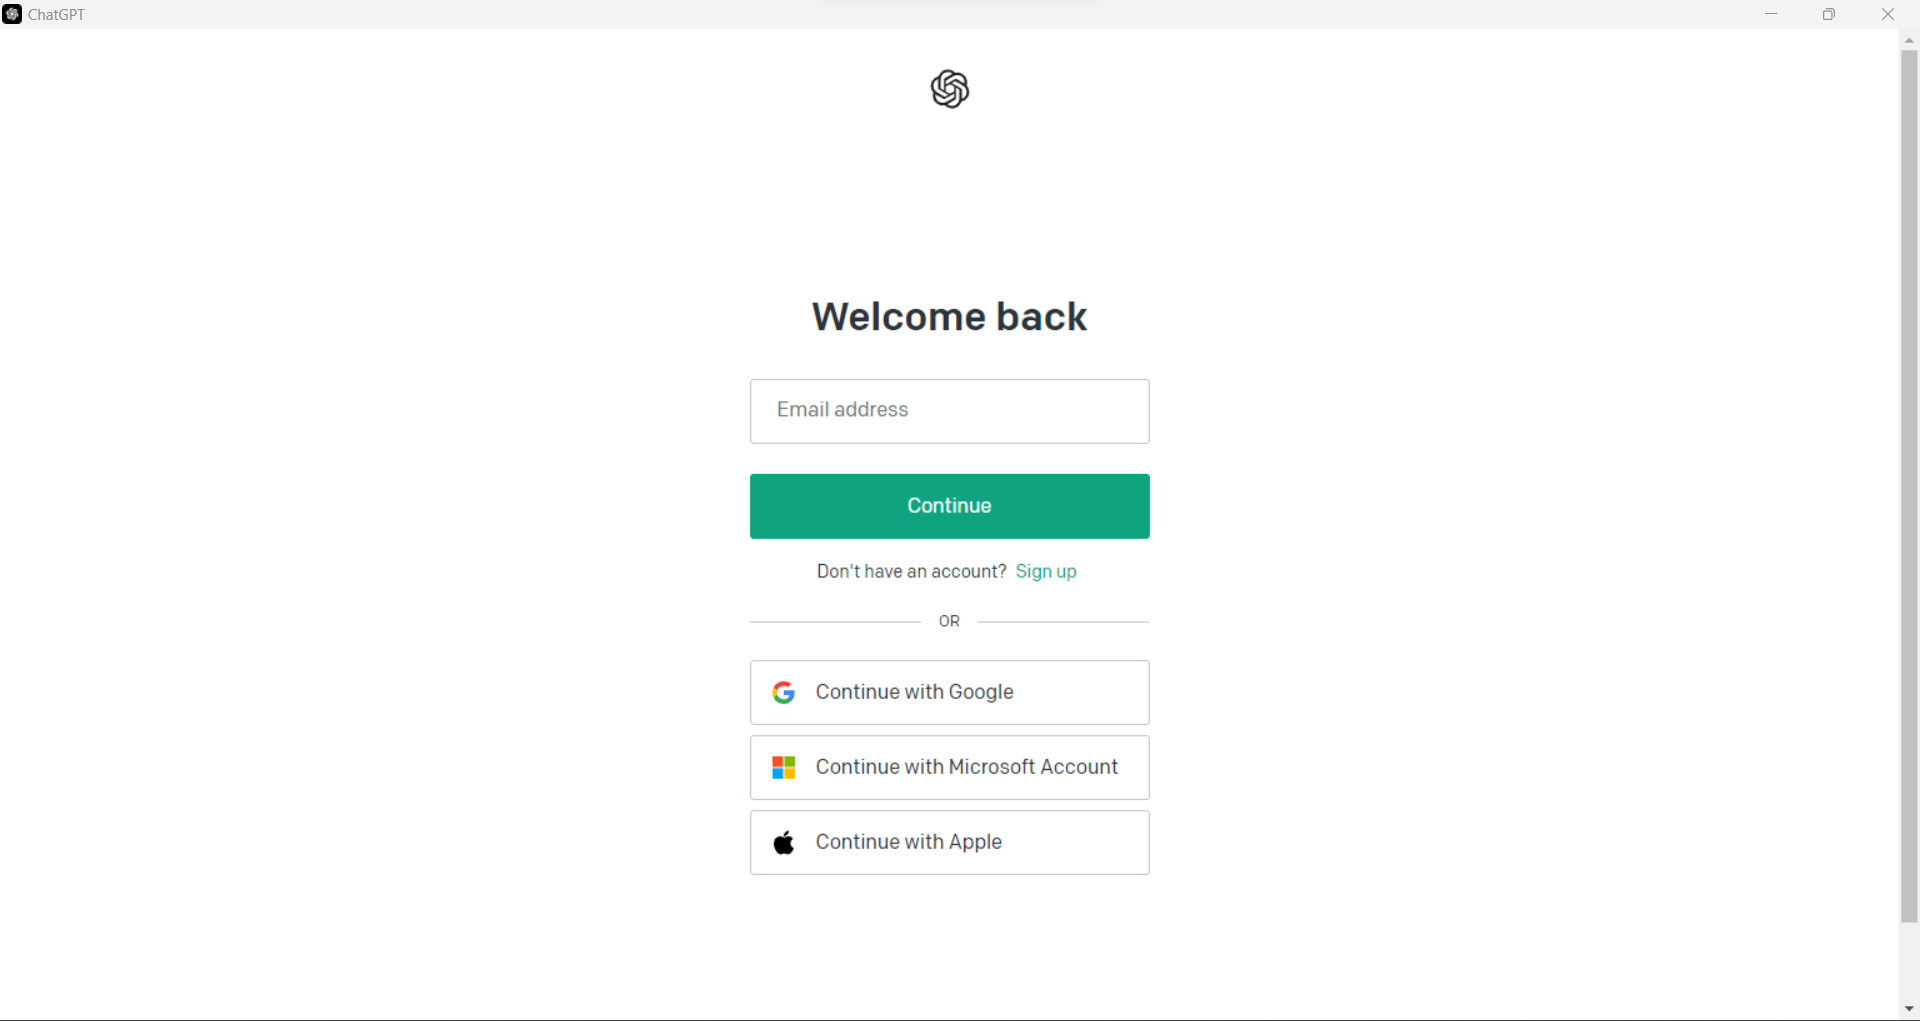 ChatGPT
Welcome back
Email address
Continue
Don't have an account? Sign up
OR
Continue with Google
Continue with Microsoft Account
Continue with Apple